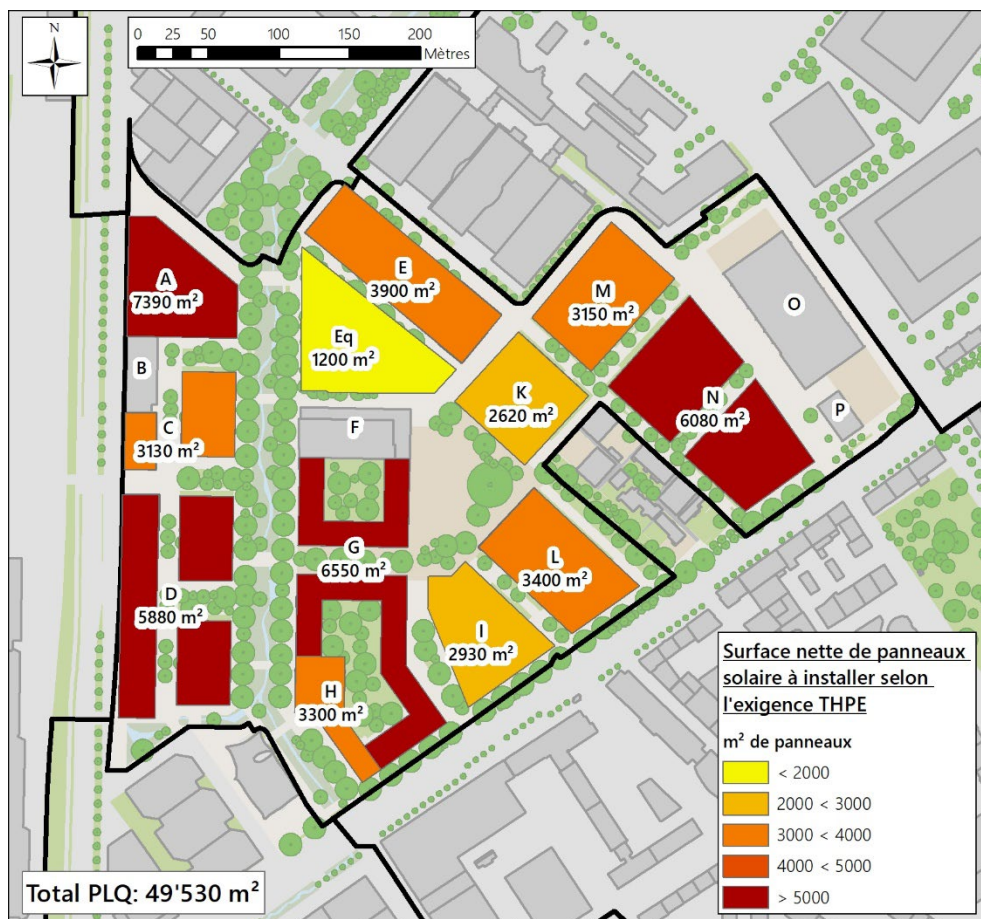 N
0 25 50 100 150 200
Mètres
A
7390 m²
E
3900 m²
M
3150 m²
O
Eq
1200 m²
B
K
2620 m²
N
6080 m²
P
C
3130 m²
F
G
6550 m²
L
3400 m²
D
5880 m²
I
2930 m²
H
3300 m²
Surface nette de panneaux
solaire à installer selon
l'exigence THPE
m² de panneaux
< 2000
2000 < 3000
3000 < 4000
4000 < 5000
> 5000
Total PLQ: 49'530 m²